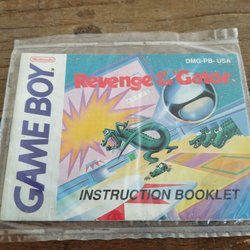 Nintendo
GAME BOY
DMG-PB-USA
Revenge of the 'Gator
INSTRUCTION BOOKLET